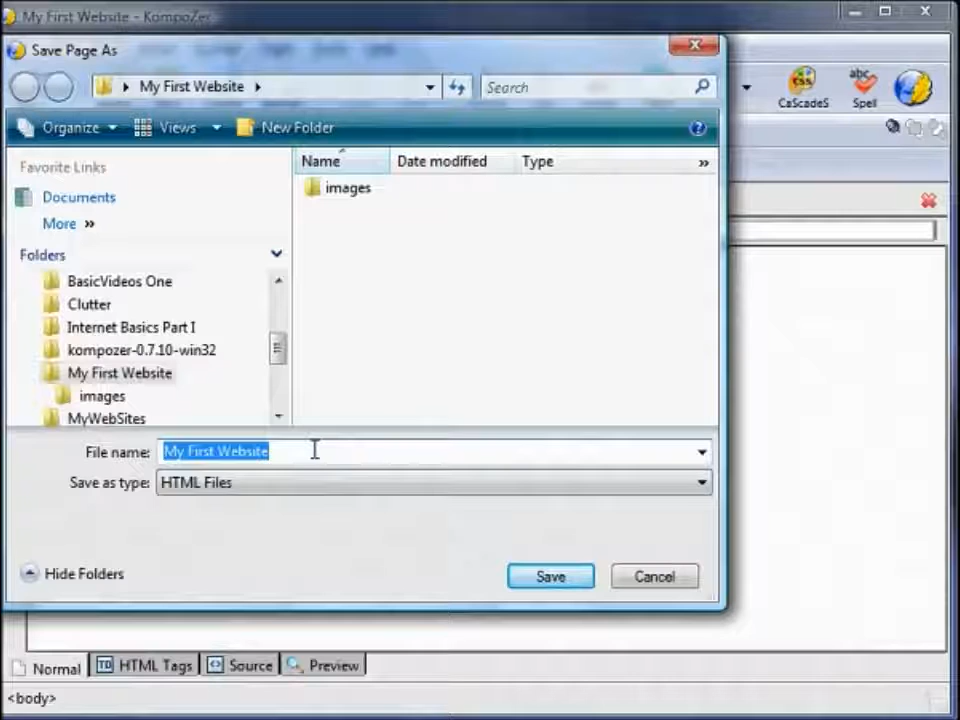 My First Website - KompoZer
Save Page As
My First Website
Search
CaScadeS
abc
Spell
css
Organize
Views
New Folder
?
Favorite Links
Documents
More »
Folders
BasicVideos One
Clutter
Internet Basics Part I
kompozer-0.7.10-win32
My First Website
images
MyWebSites
Name
Date modified
Type
»
images
File name:
My First Website
Save as type:
HTML Files
Hide Folders
Save
Cancel
Normal
TD
HTML Tags
Source
Preview
<body>